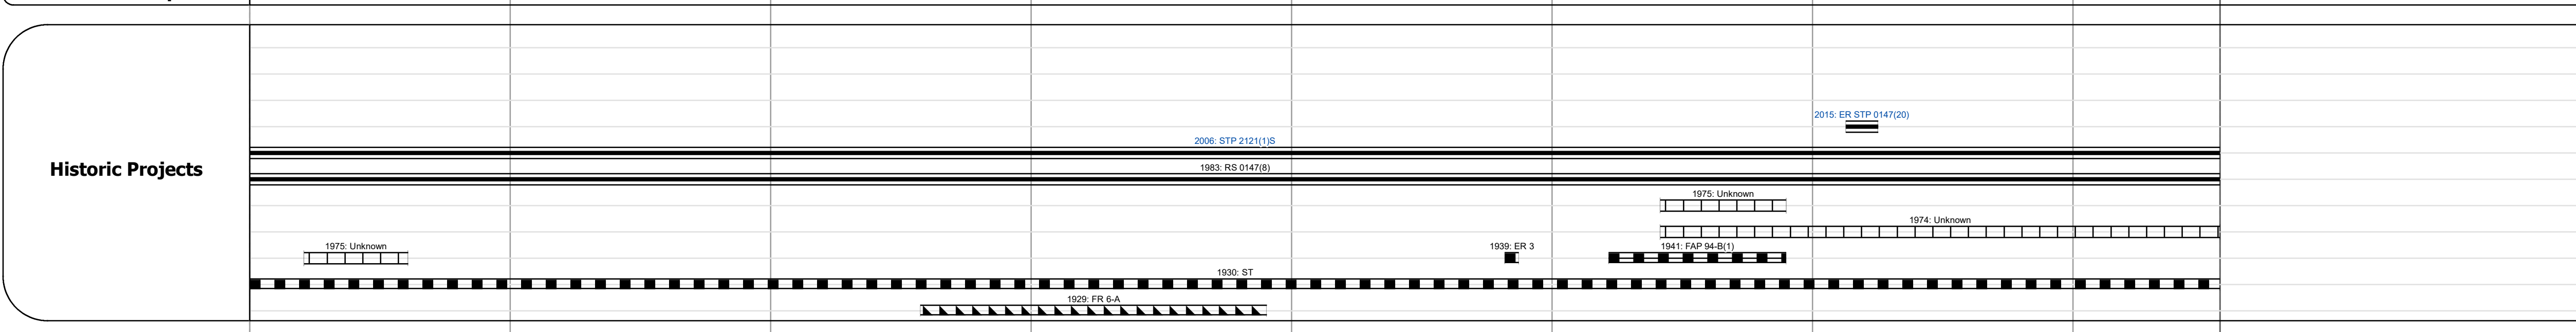 2015: ER STP 0147(20)
2006: STP 2121(1)S
Historic Projects
1983: RS 0147(8)
1975: Unknown
1974: Unknown
1975: Unknown
1939: ER 3
1941: FAP 94-B(1)
1930: ST
1929: FR 6-A